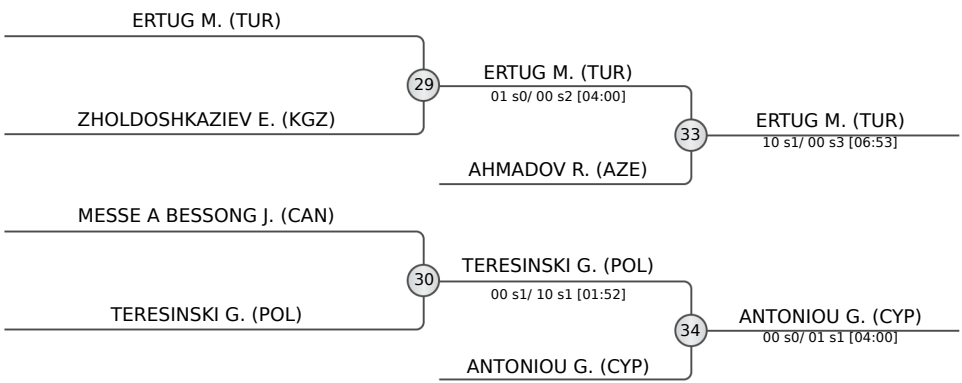 ERTUG M. (TUR)
29
ZHOLDOSHKAZIEV E. (KGZ)
ERTUG M. (TUR)
01 s0/ 00 s2 [04:00]
33
AHMADOV R. (AZE)
ERTUG M. (TUR)
10 s1/ 00 s3 [06:53]
MESSE A BESSONG J. (CAN)
30
TERESINSKI G. (POL)
TERESINSKI G. (POL)
00 s1/ 10 s1 [01:52]
34
ANTONIOU G. (CYP)
ANTONIOU G. (CYP)
00 s0/ 01 s1 [04:00]